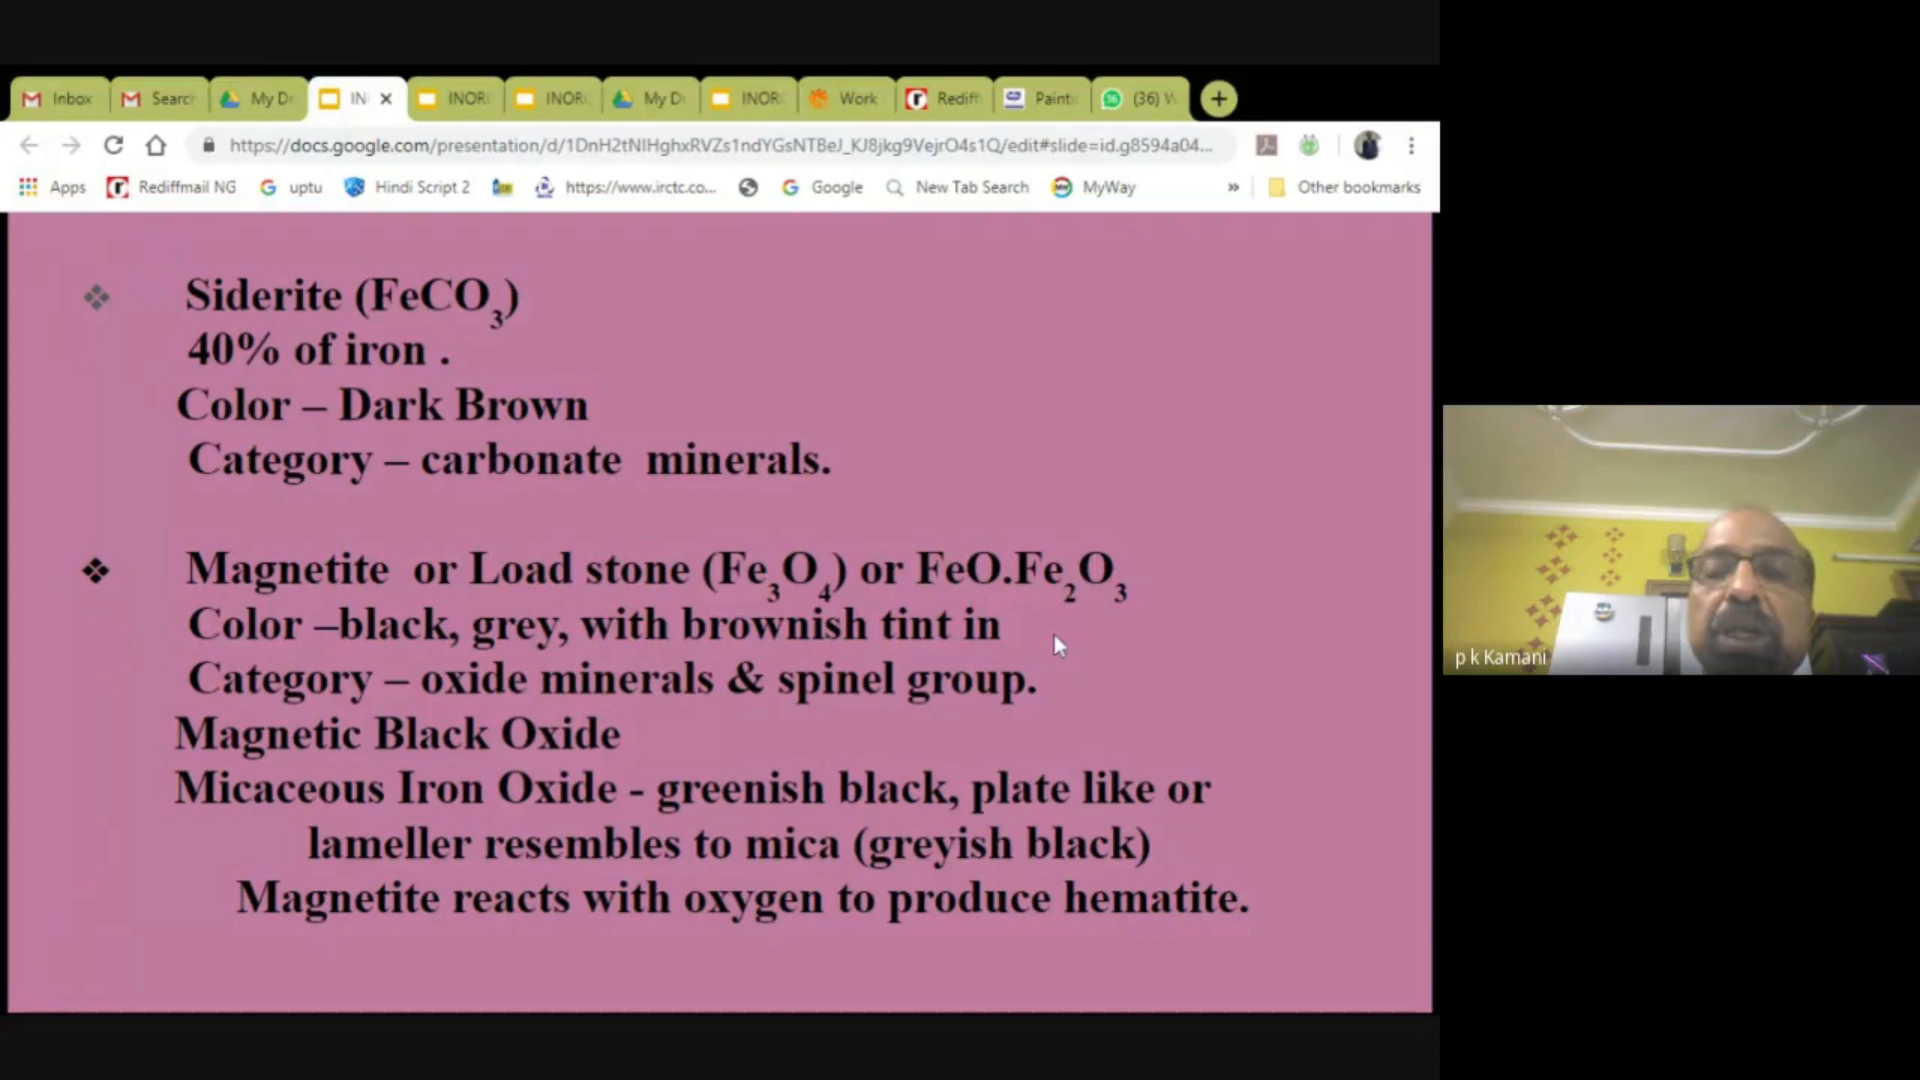 Inbox
Search
My Dr
IN
INOR
INOR
My D
INOR
Work
Rediff
Paint
(36) W
https://docs.google.com/presentation/d/1DnH2tNlHghxRVZs1ndYGsNTBeJ_KJ8jkg9VejrO4s1Q/edit#slide=id.g8594a04...
Apps
Rediffmail NG
uptu
Hindi Script 2
https://www.irctc.co...
Google
New Tab Search
MyWay
»
Other bookmarks
❖ Siderite (FeCO₃)
40% of iron .
Color – Dark Brown
Category – carbonate minerals.
❖ Magnetite or Load stone (Fe₃O₄) or FeO.Fe₂O₃
Color –black, grey, with brownish tint in
Category – oxide minerals & spinel group.
Magnetic Black Oxide
Micaceous Iron Oxide - greenish black, plate like or
lameller resembles to mica (greyish black)
Magnetite reacts with oxygen to produce hematite.
p k Kamani